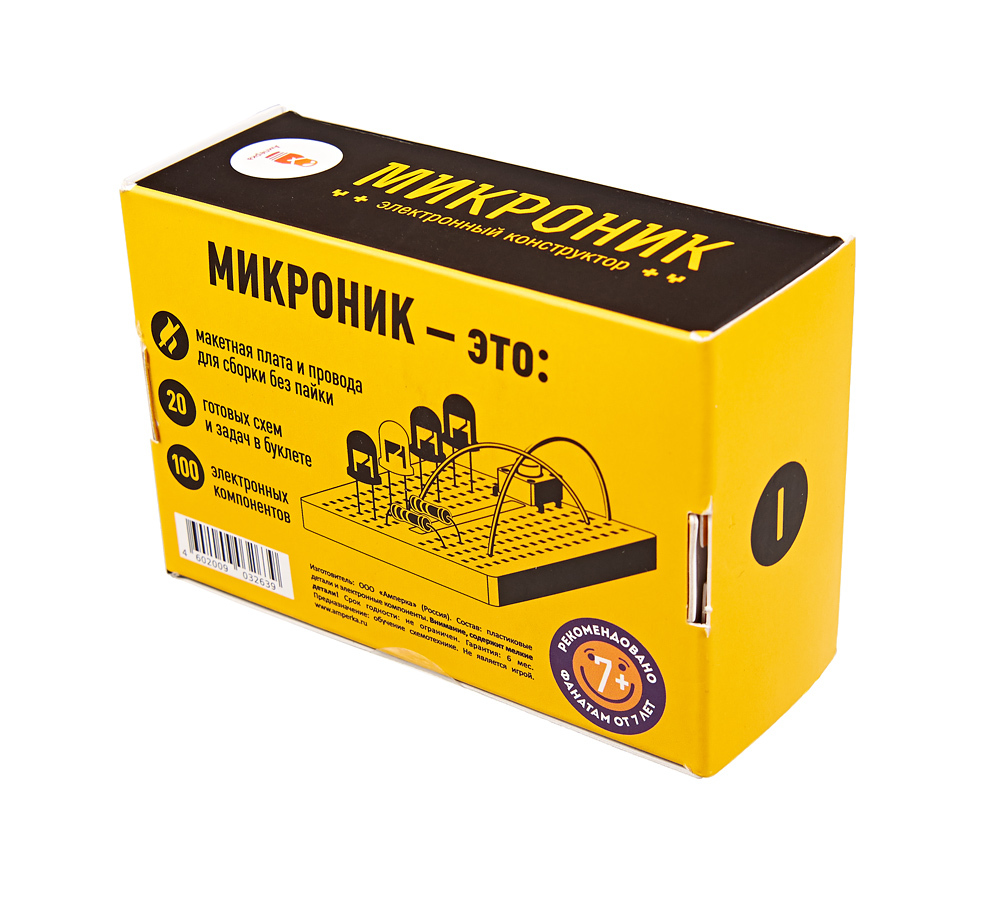 Амперка
МИКРОНИК
электронный конструктор
МИКРОНИК – это:
макетная плата и провода
для сборки без пайки
20
готовых схем
и задач в буклете
100
электронных
компонентов
4 602009 032639
Изготовитель: ООО «Амперка» (Россия). Состав: пластиковые
детали и электронные компоненты. Внимание, содержит мелкие
детали! Срок годности: не ограничен. Гарантия: 6 мес.
Предназначение: обучение схемотехнике. Не является игрой.
www.amperka.ru
РЕКОМЕНДОВАНО
7+
ФАНАТАМ ОТ 7 ЛЕТ